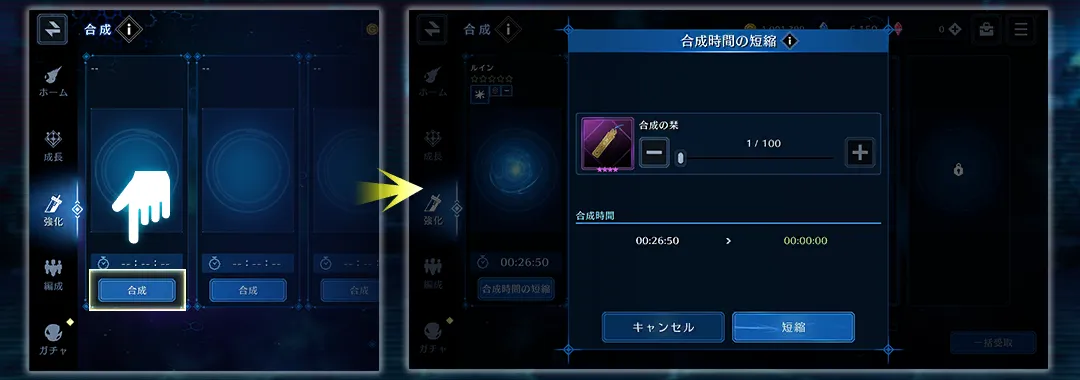 合成
--
--
ホーム
成長
強化
編成
ガチャ
--:--:--
--:--:--
--:--:--
合成
合成
合成
合成
ルイン
ホーム
成長
強化
編成
ガチャ
00:26:50
合成時間の短縮
合成時間の短縮
合成の栞
1 / 100
合成時間
00:26:50 > 00:00:00
キャンセル
短縮
0
一括受取